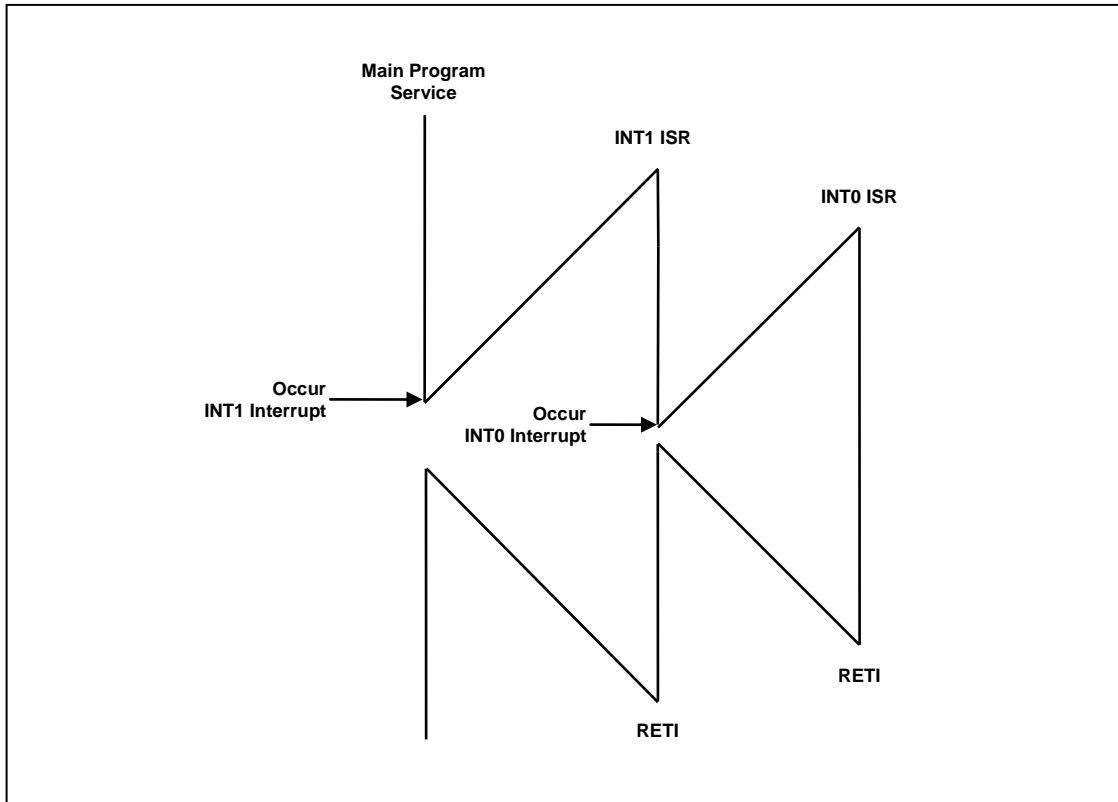 Main Program
Service
INT1 ISR
INT0 ISR
Occur
INT1 Interrupt
Occur
INT0 Interrupt
RETI
RETI